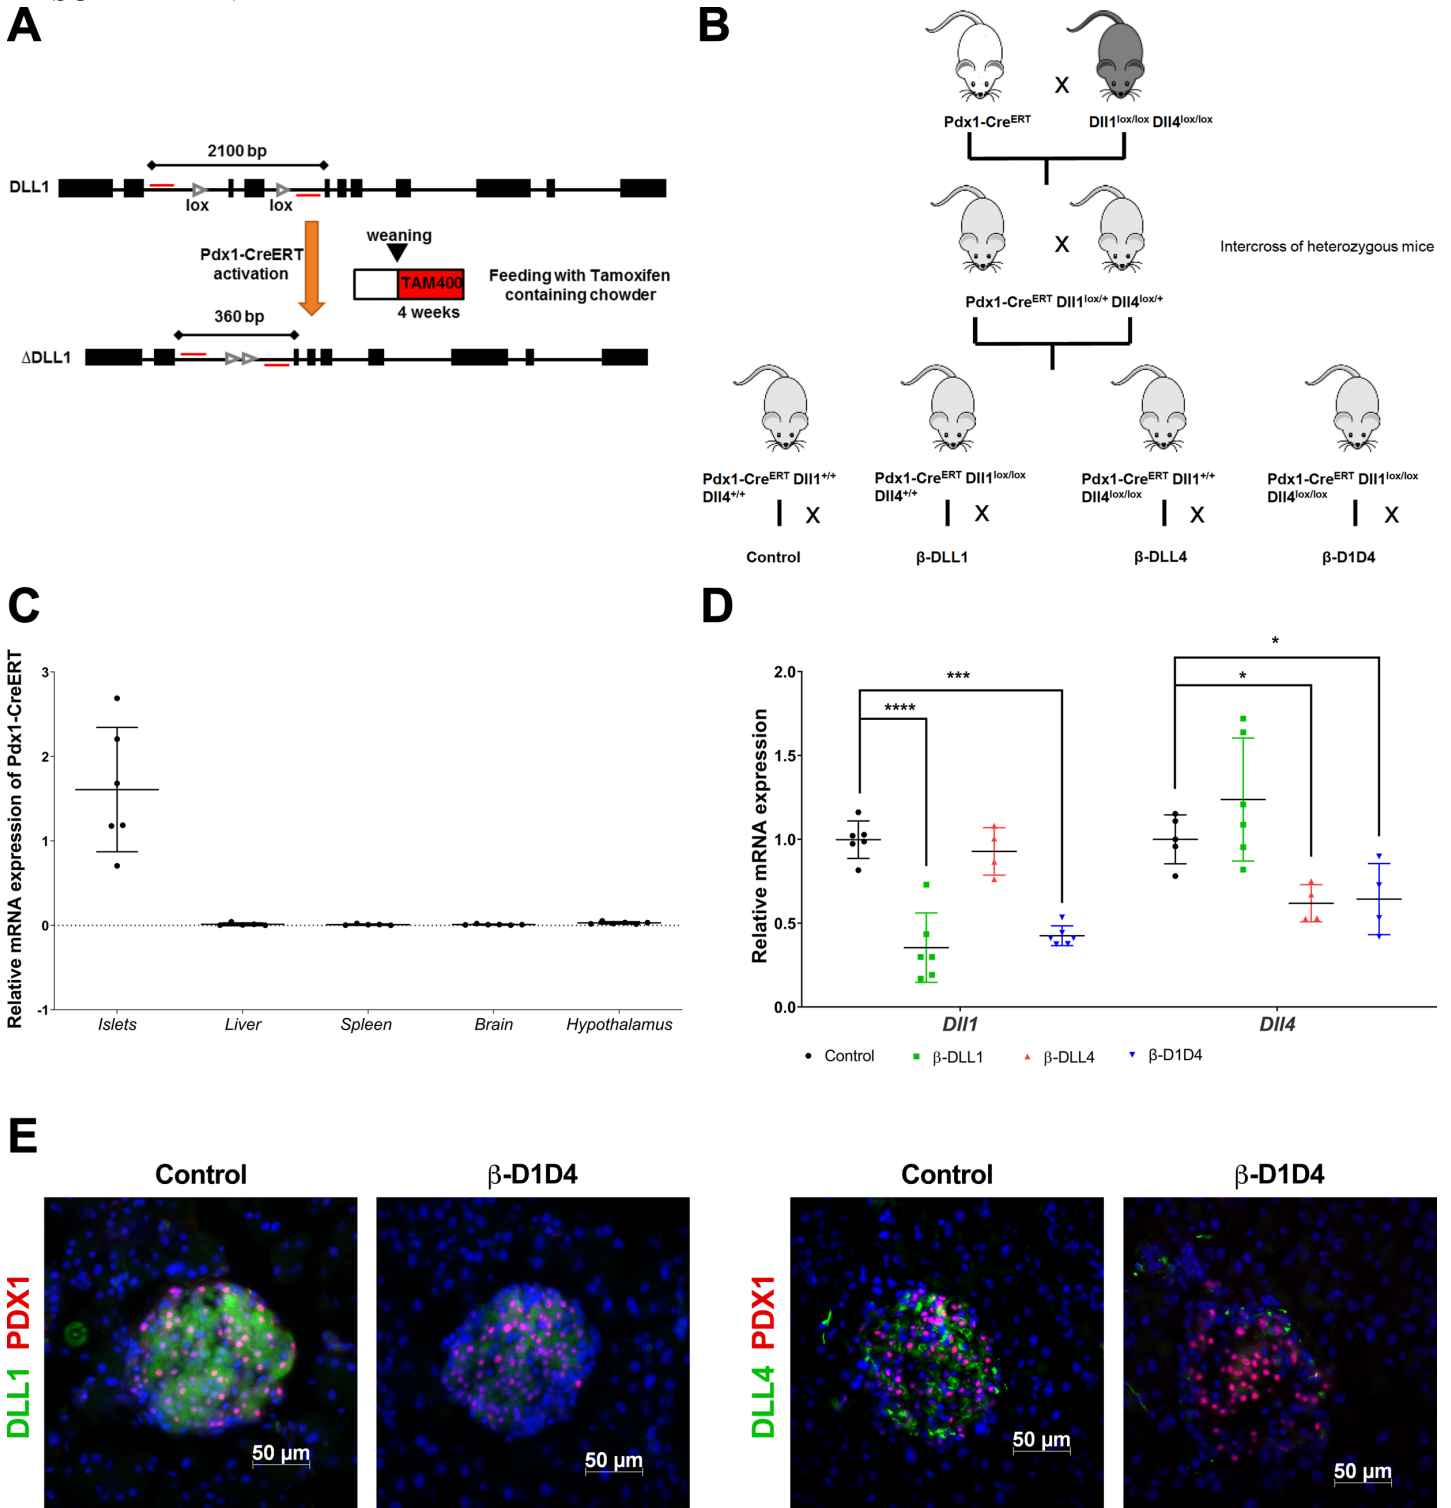 A
2100 bp
DLL1
lox
lox
Pdx1-CreERT
activation
weaning
TAM400
4 weeks
Feeding with Tamoxifen
containing chowder
360 bp
ΔDLL1
B
X
Pdx1-CreERT
Dll1lox/lox Dll4lox/lox
X
Intercross of heterozygous mice
Pdx1-CreERT Dll1lox/+ Dll4lox/+
Pdx1-CreERT Dll1+/+
Dll4+/+
X
Control
Pdx1-CreERT Dll1lox/lox
Dll4+/+
X
β-DLL1
Pdx1-CreERT Dll1+/+
Dll4lox/lox
X
β-DLL4
Pdx1-CreERT Dll1lox/lox
Dll4lox/lox
X
β-D1D4
C
Relative mRNA expression of Pdx1-CreERT
3
2
1
0
-1
Islets
Liver
Spleen
Brain
Hypothalamus
D
Relative mRNA expression
2.0
1.5
1.0
0.5
0.0
****
***
*
*
Dll1
Dll4
Control
β-DLL1
β-DLL4
β-D1D4
E
DLL1 PDX1
Control
50 µm
β-D1D4
50 µm
DLL4 PDX1
Control
50 µm
β-D1D4
50 µm